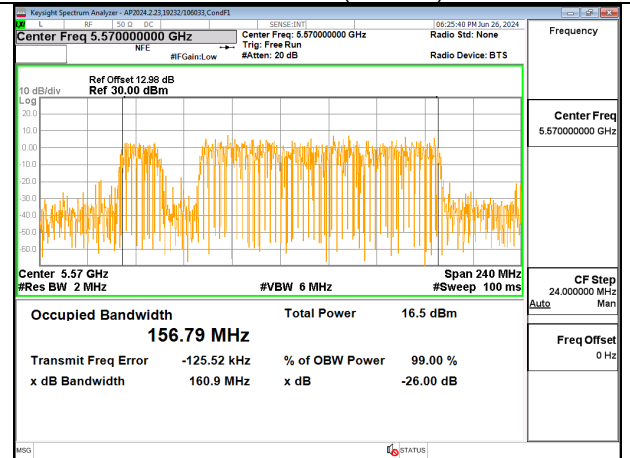 Keysight Spectrum Analyzer - AP2024.2.23,19232/106033,CondF1
L RF 50 Ω DC SENSE:INT 06:25:40 PM Jun 26, 2024
Center Freq 5.570000000 GHz
NFE
#IFGain:Low
Center Freq: 5.570000000 GHz
Trig: Free Run
#Atten: 20 dB
Radio Std: None
Radio Device: BTS
Frequency
Ref Offset 12.98 dB
10 dB/div Ref 30.00 dBm
Log
20.0
10.0
0.00
-10.0
-20.0
-30.0
-40.0
-50.0
-60.0
Center 5.57 GHz Span 240 MHz
#Res BW 2 MHz #VBW 6 MHz #Sweep 100 ms
Occupied Bandwidth Total Power 16.5 dBm
156.79 MHz
Transmit Freq Error -125.52 kHz % of OBW Power 99.00 %
x dB Bandwidth 160.9 MHz x dB -26.00 dB
Center Freq
5.570000000 GHz
CF Step
24.000000 MHz
Auto Man
Freq Offset
0 Hz
MSG STATUS